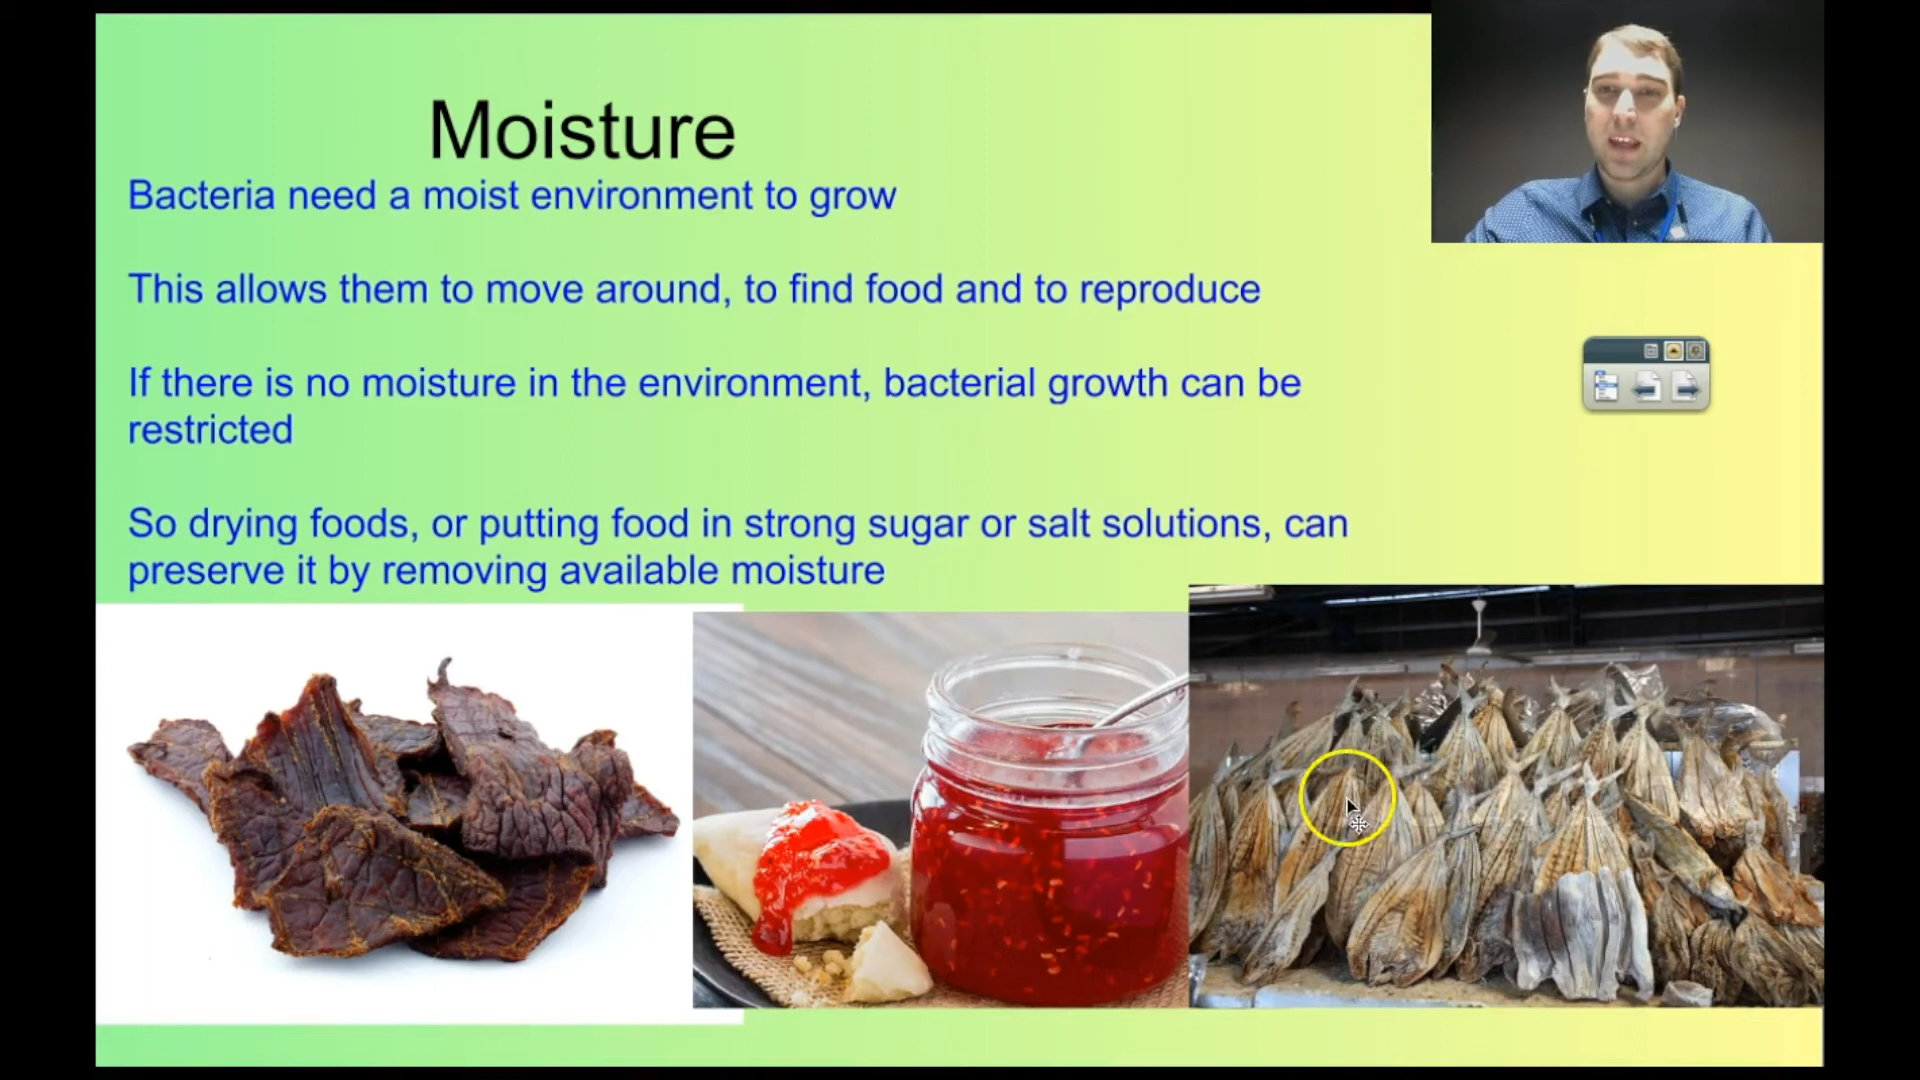 Moisture
Bacteria need a moist environment to grow
This allows them to move around, to find food and to reproduce
If there is no moisture in the environment, bacterial growth can be
restricted
So drying foods, or putting food in strong sugar or salt solutions, can
preserve it by removing available moisture